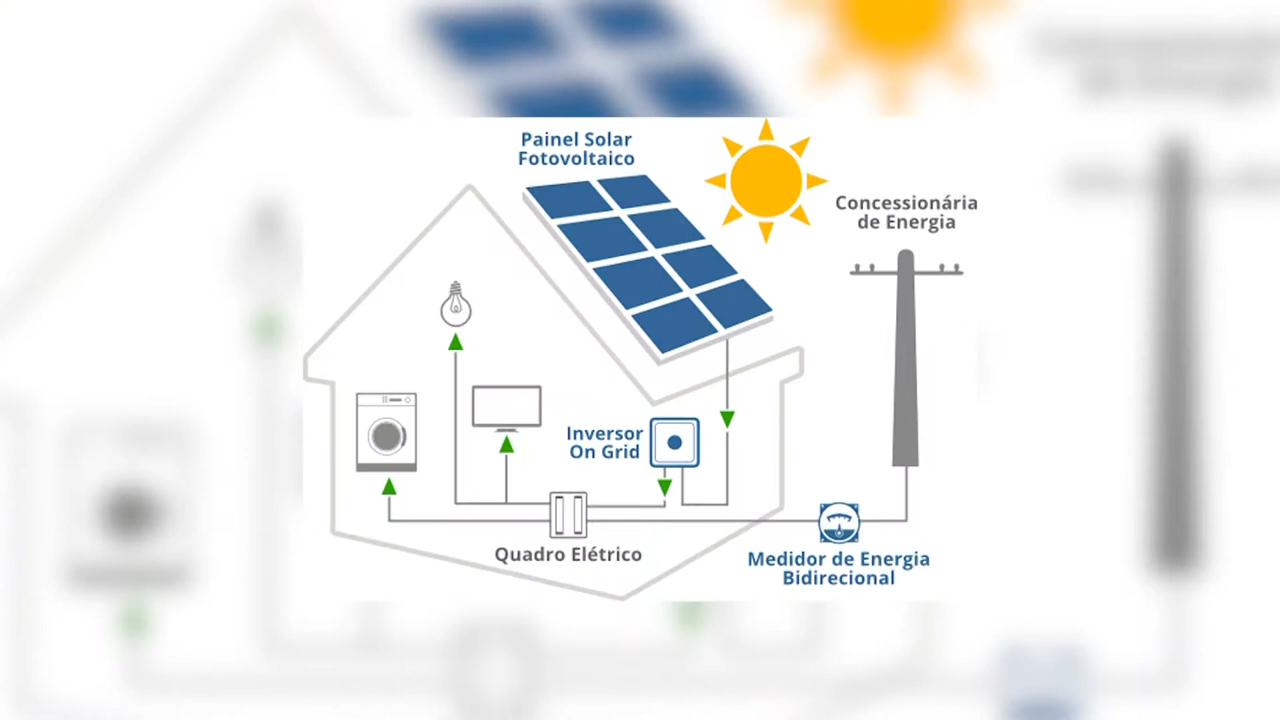 Painel Solar
Fotovoltaico
Concessionária
de Energia
Inversor
On Grid
Quadro Elétrico
Medidor de Energia
Bidirecional